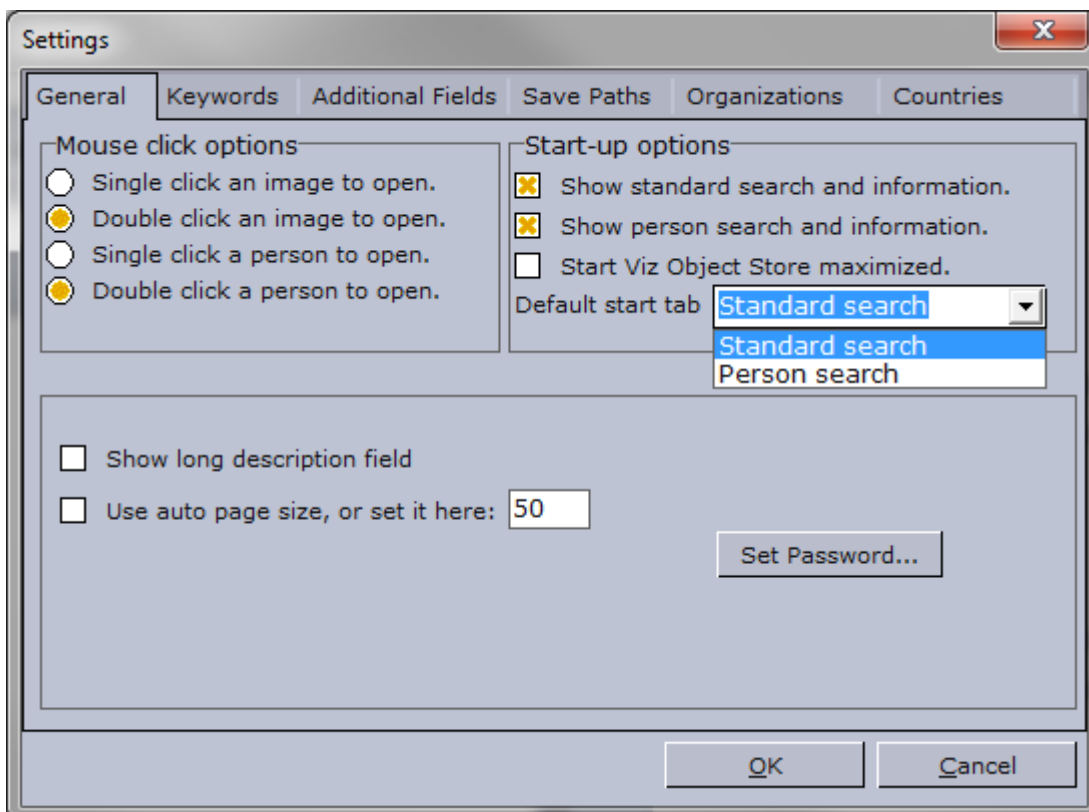 Settings
General Keywords Additional Fields Save Paths Organizations Countries
Mouse click options
Single click an image to open.
Double click an image to open.
Single click a person to open.
Double click a person to open.
Start-up options
Show standard search and information.
Show person search and information.
Start Viz Object Store maximized.
Default start tab Standard search
Standard search
Person search
Show long description field
Use auto page size, or set it here: 50
Set Password...
OK Cancel